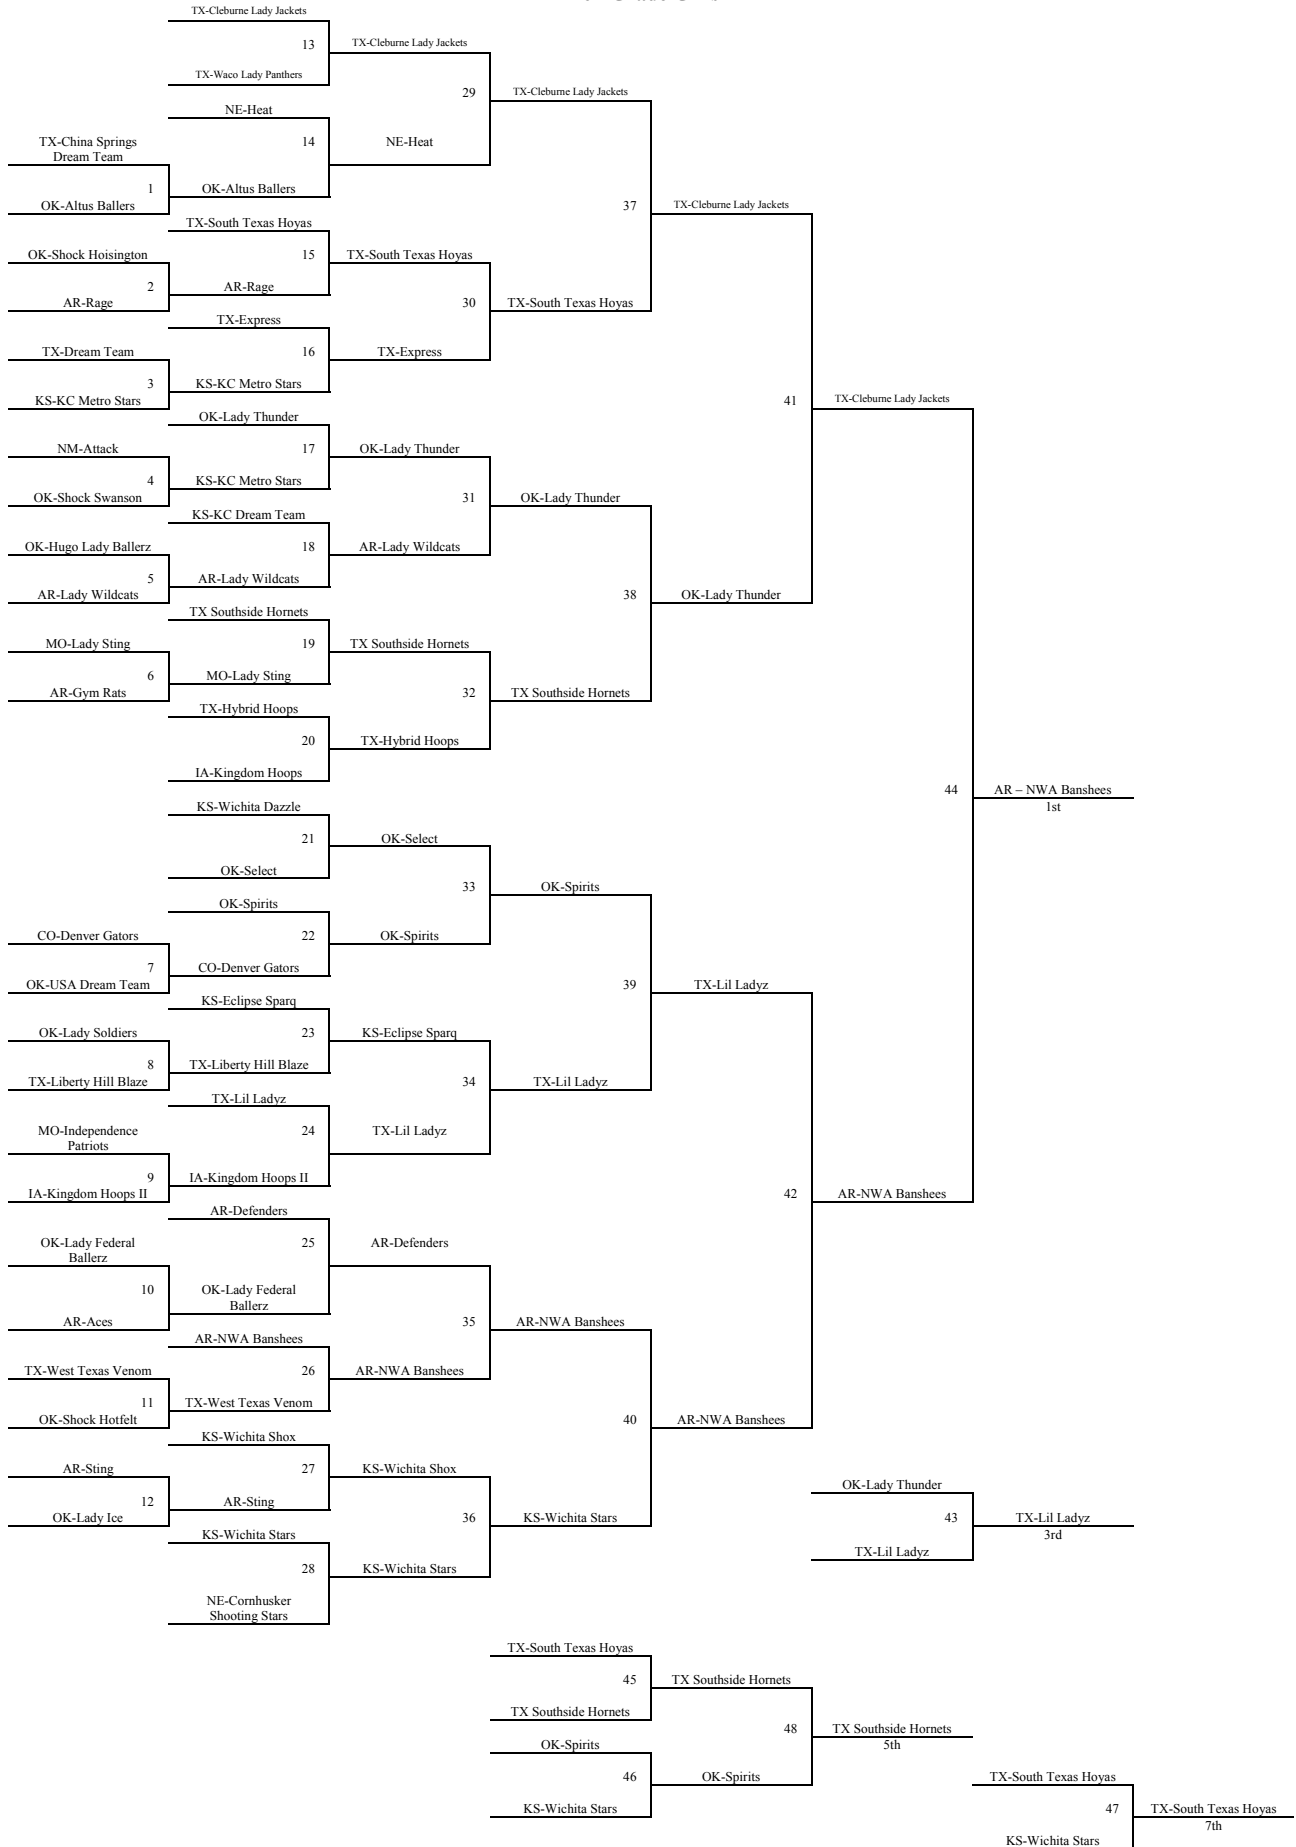 TX-Cleburne Lady Jackets
13
TX-Cleburne Lady Jackets
TX-Waco Lady Panthers
29
TX-Cleburne Lady Jackets
NE-Heat
TX-China Springs
Dream Team
14
NE-Heat
1
OK-Altus Ballers
OK-Altus Ballers
37
TX-Cleburne Lady Jackets
TX-South Texas Hoyas
OK-Shock Hoisington
15
TX-South Texas Hoyas
2
AR-Rage
AR-Rage
30
TX-South Texas Hoyas
TX-Express
TX-Dream Team
16
TX-Express
3
KS-KC Metro Stars
KS-KC Metro Stars
41
TX-Cleburne Lady Jackets
OK-Lady Thunder
NM-Attack
17
OK-Lady Thunder
4
KS-KC Metro Stars
OK-Shock Swanson
31
OK-Lady Thunder
KS-KC Dream Team
OK-Hugo Lady Ballerz
18
AR-Lady Wildcats
5
AR-Lady Wildcats
AR-Lady Wildcats
38
OK-Lady Thunder
TX Southside Hornets
MO-Lady Sting
19
TX Southside Hornets
6
MO-Lady Sting
AR-Gym Rats
32
TX Southside Hornets
TX-Hybrid Hoops
20
TX-Hybrid Hoops
IA-Kingdom Hoops
44
AR – NWA Banshees
1st
KS-Wichita Dazzle
21
OK-Select
OK-Select
33
OK-Spirits
OK-Spirits
CO-Denver Gators
22
OK-Spirits
7
CO-Denver Gators
OK-USA Dream Team
39
TX-Lil Ladyz
KS-Eclipse Sparq
OK-Lady Soldiers
23
KS-Eclipse Sparq
8
TX-Liberty Hill Blaze
TX-Liberty Hill Blaze
34
TX-Lil Ladyz
TX-Lil Ladyz
MO-Independence
Patriots
24
TX-Lil Ladyz
9
IA-Kingdom Hoops II
IA-Kingdom Hoops II
42
AR-NWA Banshees
AR-Defenders
OK-Lady Federal
Ballerz
25
AR-Defenders
10
OK-Lady Federal
Ballerz
AR-Aces
35
AR-NWA Banshees
AR-NWA Banshees
TX-West Texas Venom
26
AR-NWA Banshees
11
TX-West Texas Venom
OK-Shock Hotfelt
40
AR-NWA Banshees
KS-Wichita Shox
AR-Sting
27
KS-Wichita Shox
OK-Lady Thunder
12
AR-Sting
OK-Lady Ice
36
KS-Wichita Stars
43
TX-Lil Ladyz
3rd
KS-Wichita Stars
TX-Lil Ladyz
28
KS-Wichita Stars
NE-Cornhusker
Shooting Stars
TX-South Texas Hoyas
45
TX Southside Hornets
TX Southside Hornets
48
TX Southside Hornets
5th
OK-Spirits
46
OK-Spirits
TX-South Texas Hoyas
KS-Wichita Stars
47
TX-South Texas Hoyas
7th
KS-Wichita Stars